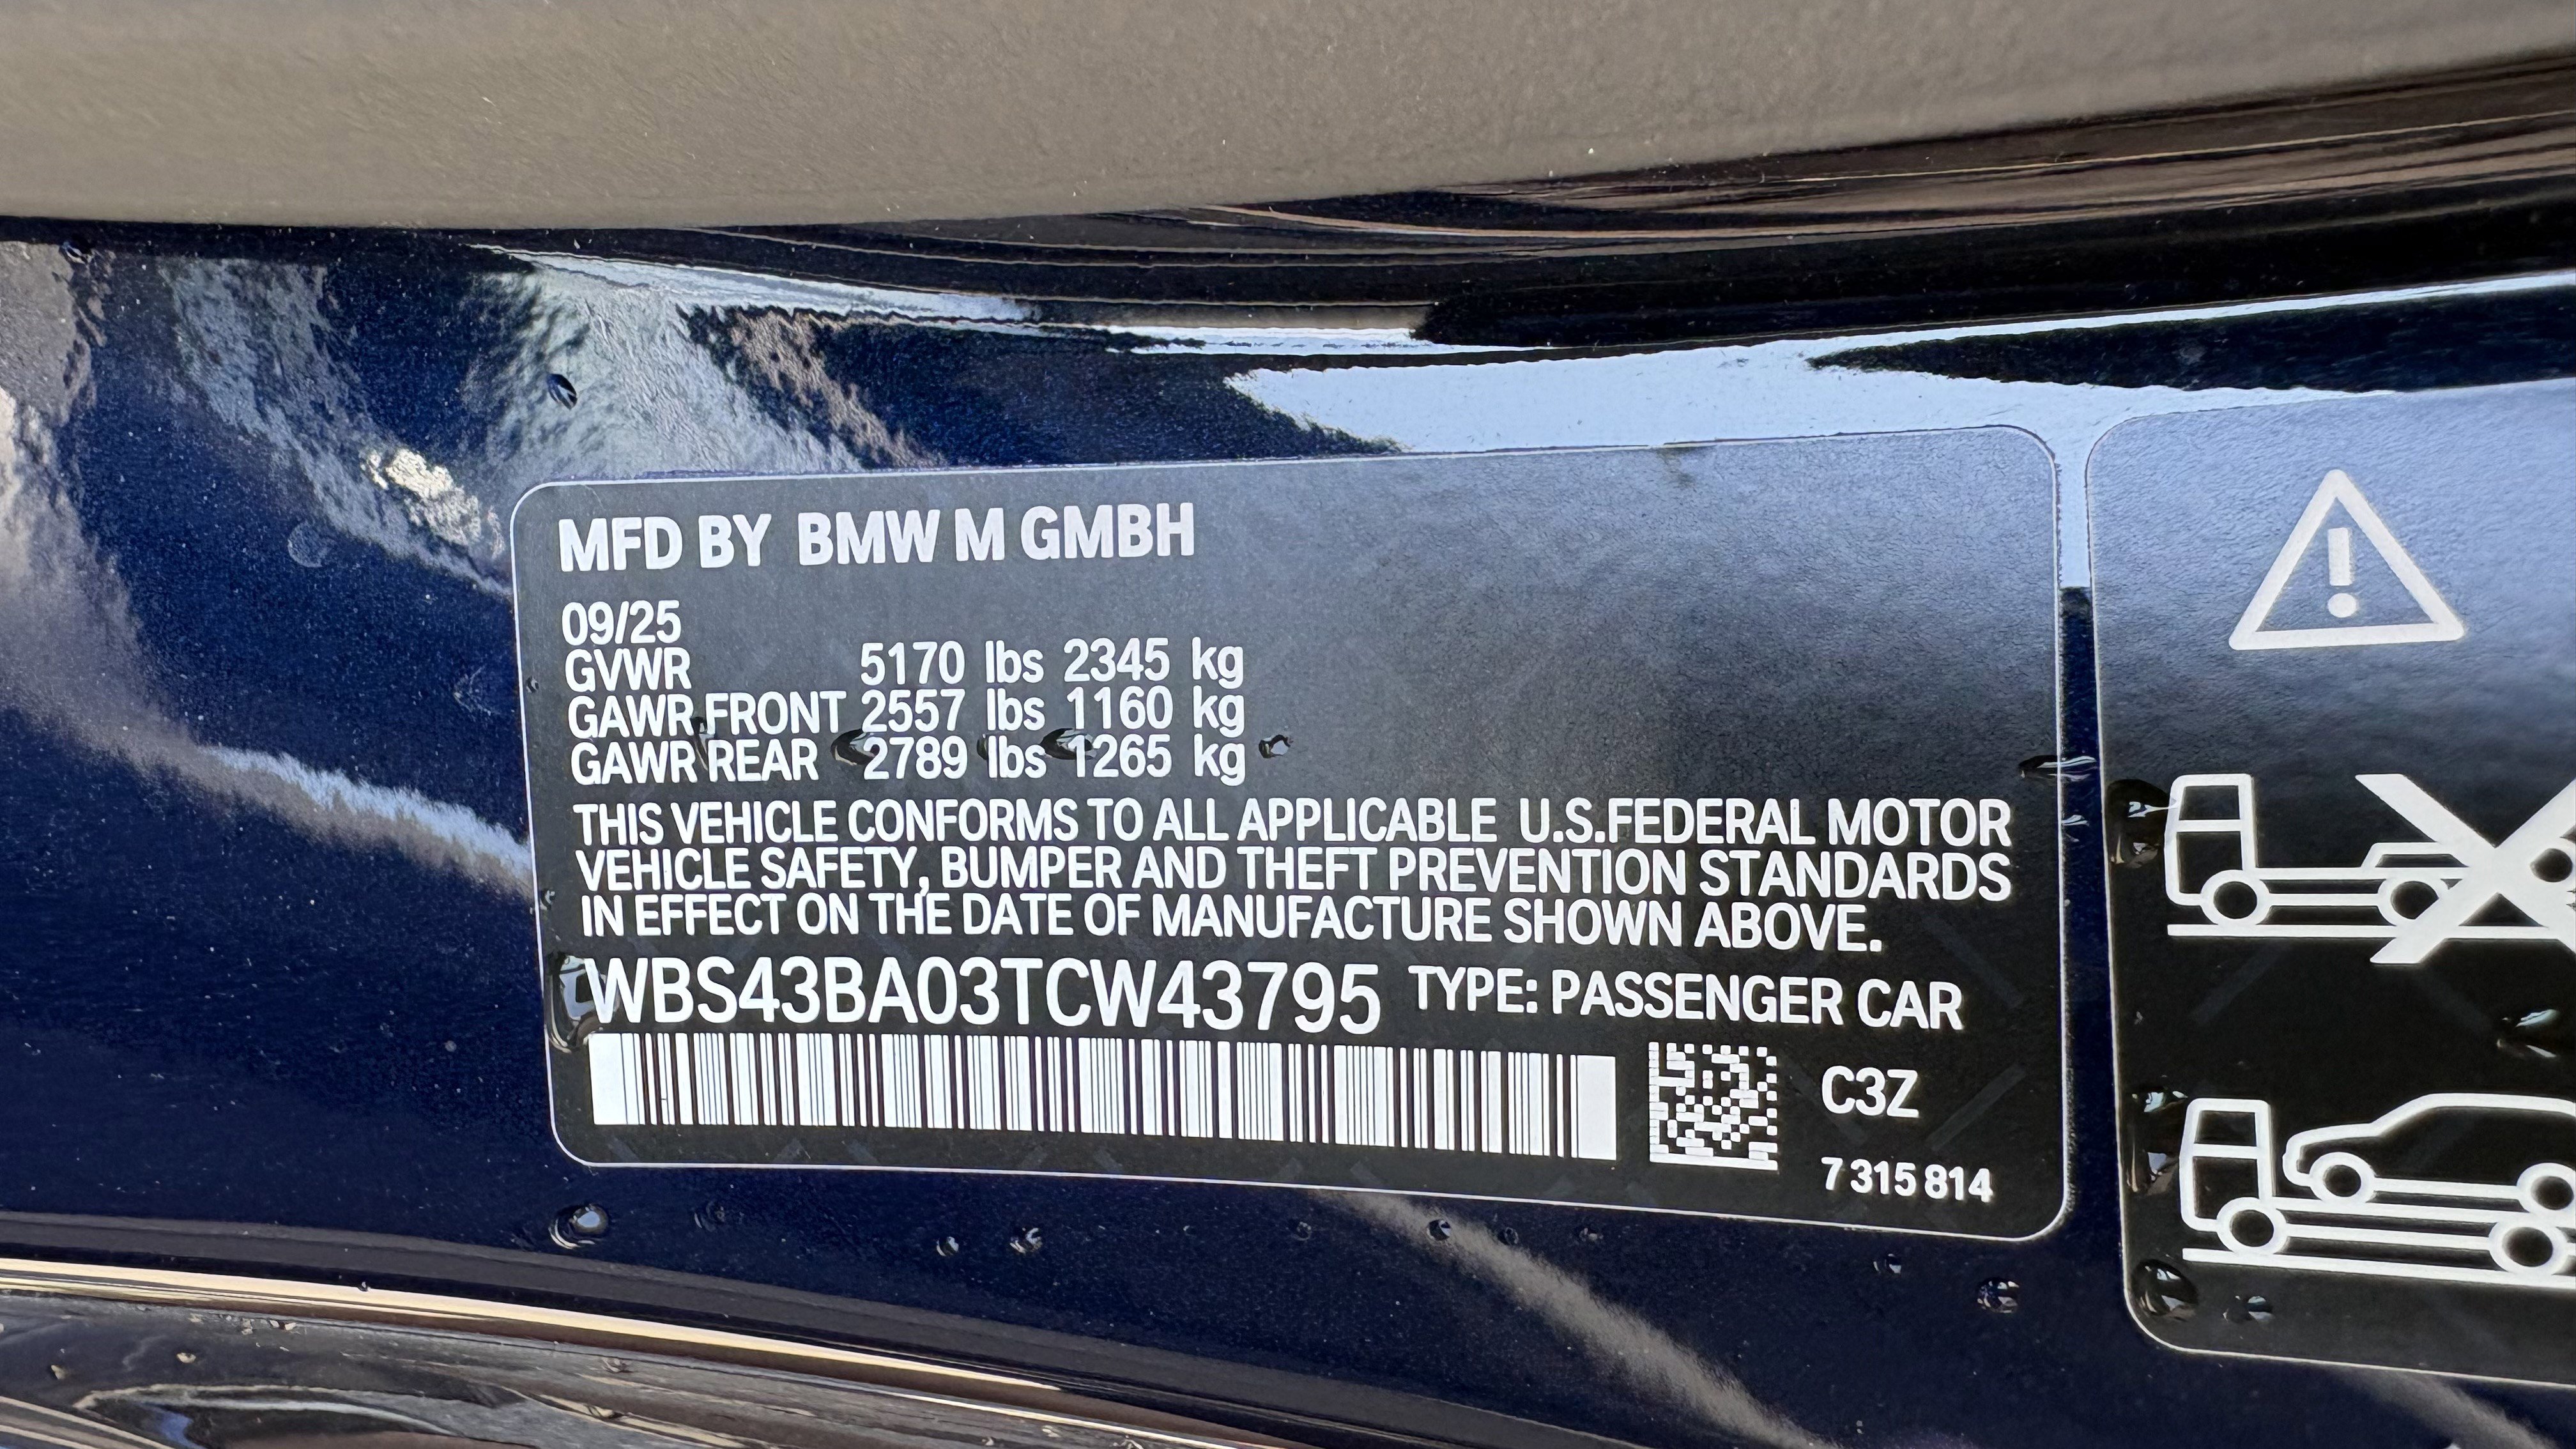 MFD BY BMW M GMBH
09/25
GVWR 5170 lbs 2345 kg
GAWR FRONT 2557 lbs 1160 kg
GAWR REAR 2789 lbs 1265 kg
THIS VEHICLE CONFORMS TO ALL APPLICABLE U.S.FEDERAL MOTOR
VEHICLE SAFETY, BUMPER AND THEFT PREVENTION STANDARDS
IN EFFECT ON THE DATE OF MANUFACTURE SHOWN ABOVE.
WBS43BA03TCW43795 TYPE: PASSENGER CAR
C3Z
7 315 814